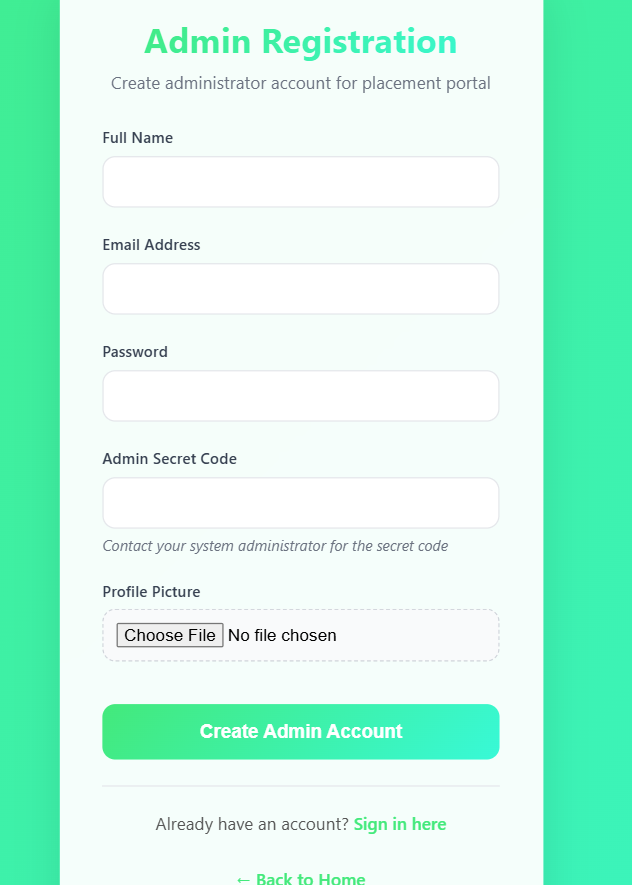 Admin Registration
Create administrator account for placement portal
Full Name
Email Address
Password
Admin Secret Code
Contact your system administrator for the secret code
Profile Picture
Choose File No file chosen
Create Admin Account
Already have an account? Sign in here
← Back to Home